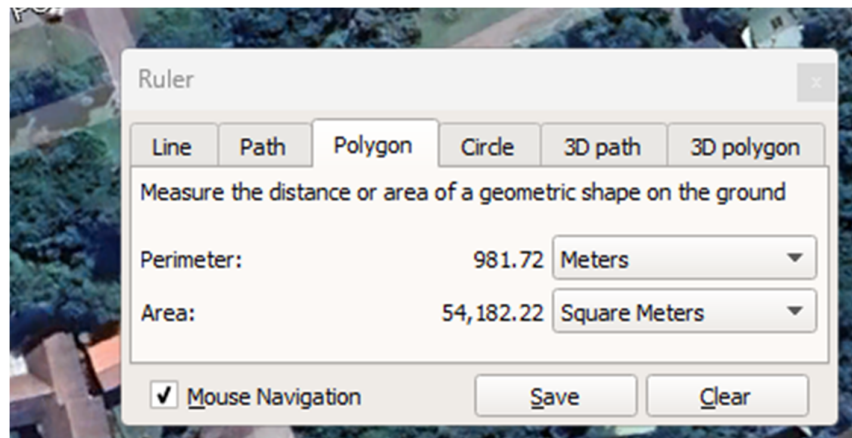 Ruler
Line Path Polygon Circle 3D path 3D polygon
Measure the distance or area of a geometric shape on the ground
Perimeter: 981.72 Meters
Area: 54,182.22 Square Meters
Mouse Navigation Save Clear